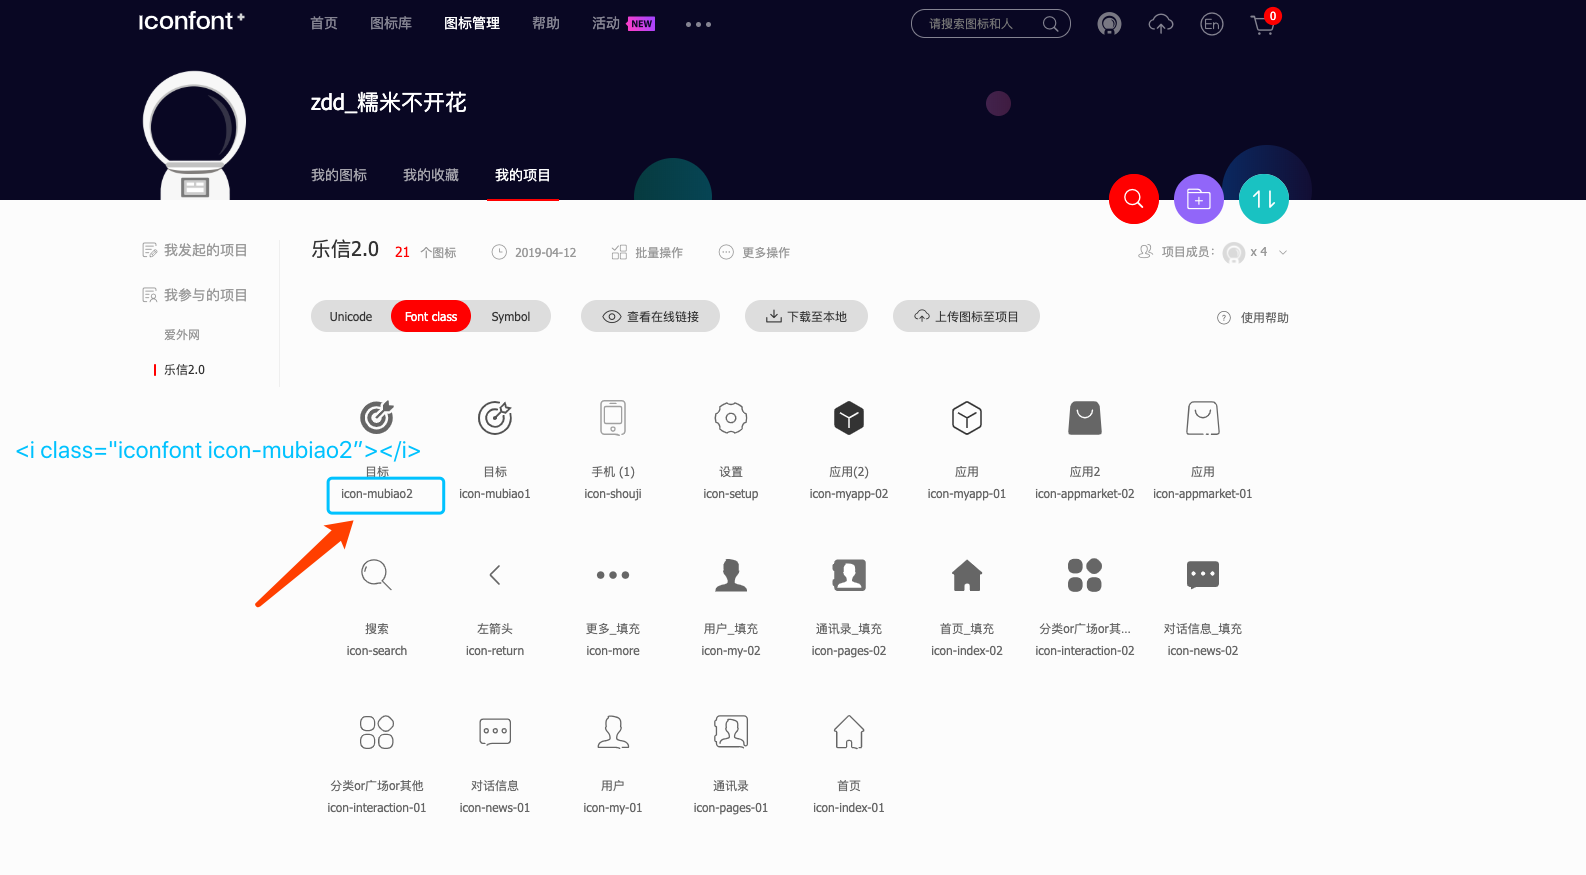 iconfont+
首页 图标库 图标管理 帮助 活动 NEW
请搜索图标和人
En
0
zdd_糯米不开花
我的图标 我的收藏 我的项目
我发起的项目
我参与的项目
爱外网
乐信2.0
乐信2.0 21 个图标 2019-04-12 批量操作 更多操作 项目成员： x 4
Unicode Font class Symbol 查看在线链接 下载至本地 上传图标至项目 使用帮助
<i class="iconfont icon-mubiao2"></i>
目标 目标 手机 (1) 设置 应用(2) 应用 应用2 应用
icon-mubiao2 icon-mubiao1 icon-shouji icon-setup icon-myapp-02 icon-myapp-01 icon-appmarket-02 icon-appmarket-01
搜索 左箭头 更多_填充 用户_填充 通讯录_填充 首页_填充 分类or广场or其... 对话信息_填充
icon-search icon-return icon-more icon-my-02 icon-pages-02 icon-index-02 icon-interaction-02 icon-news-02
分类or广场or其他 对话信息 用户 通讯录 首页
icon-interaction-01 icon-news-01 icon-my-01 icon-pages-01 icon-index-01